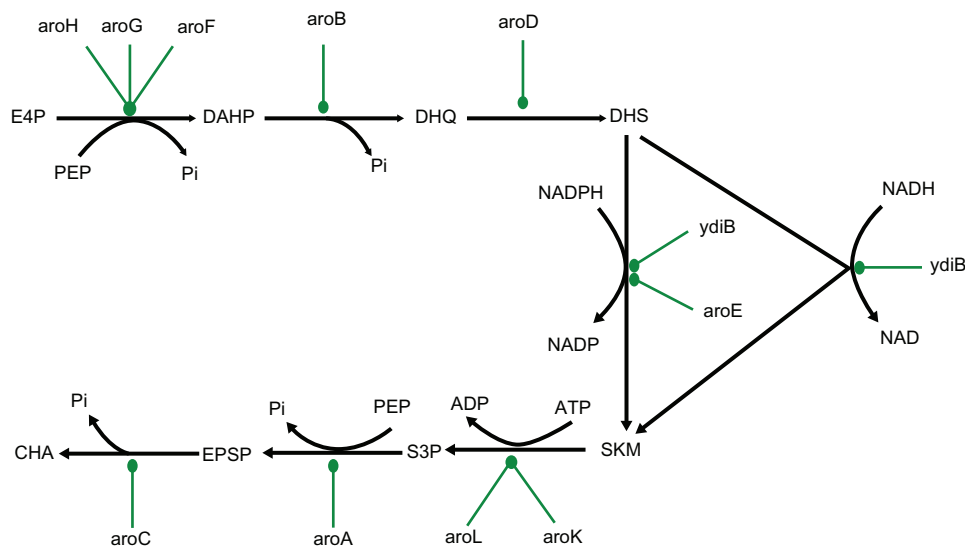 aroH
aroG
aroF
aroB
aroD
E4P
DAHP
DHQ
DHS
PEP
Pi
Pi
NADPH
NADH
ydiB
ydiB
aroE
NADP
NAD
Pi
Pi
PEP
ADP
ATP
CHA
EPSP
S3P
SKM
aroC
aroA
aroL
aroK